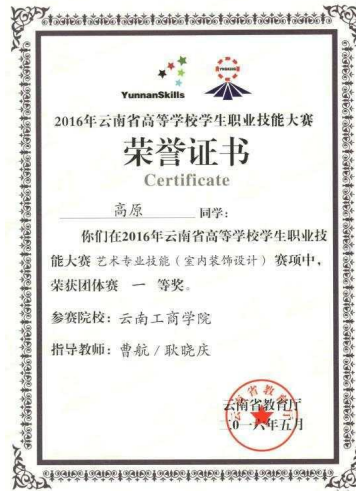 YunnanSkills
2016年云南省高等学校学生职业技能大赛
荣誉证书
Certificate
高原 同学:
你们在2016年云南省高等学校学生职业技
能大赛 艺术专业技能（室内装饰设计）赛项中,
荣获团体赛 一 等奖。
参赛院校: 云南工商学院
指导教师: 曹航 / 耿晓庆
云南省教育厅
二〇一六年五月